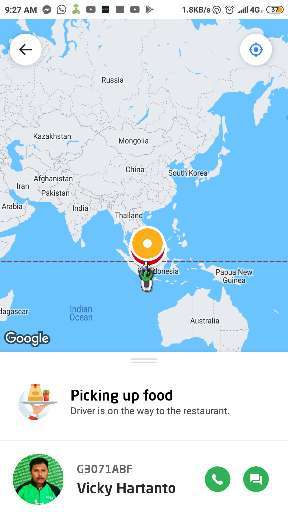 9:27 AM
1.8KB/s
4G
37
Russia
Kazakhstan
Mongolia
Afghanistan
Iran
Pakistan
China
South Korea
Arabia
India
Thailand
Indonesia
Papua New
Guinea
Indian
Ocean
Australia
Google
Picking up food
Driver is on the way to the restaurant.
G3071ABF
Vicky Hartanto